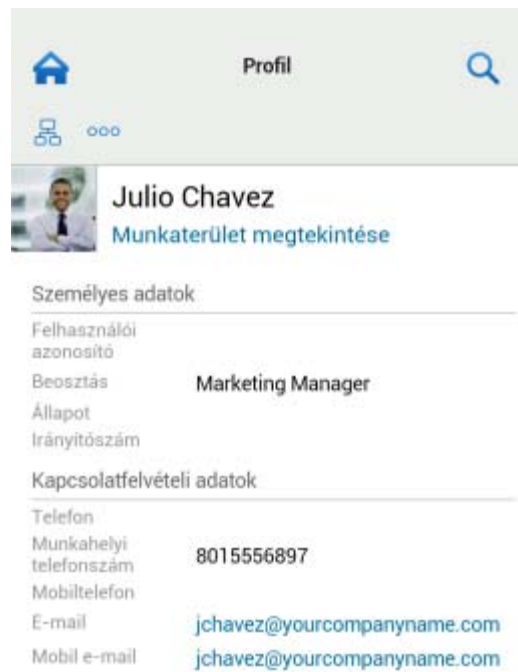 Profil
Julio Chavez
Munkaterület megtekintése
Személyes adatok
Felhasználói
azonosító
Beosztás Marketing Manager
Állapot
Irányítószám
Kapcsolatfelvételi adatok
Telefon
Munkahelyi
telefonszám 8015556897
Mobiltelefon
E-mail jchavez@yourcompanyname.com
Mobil e-mail jchavez@yourcompanyname.com